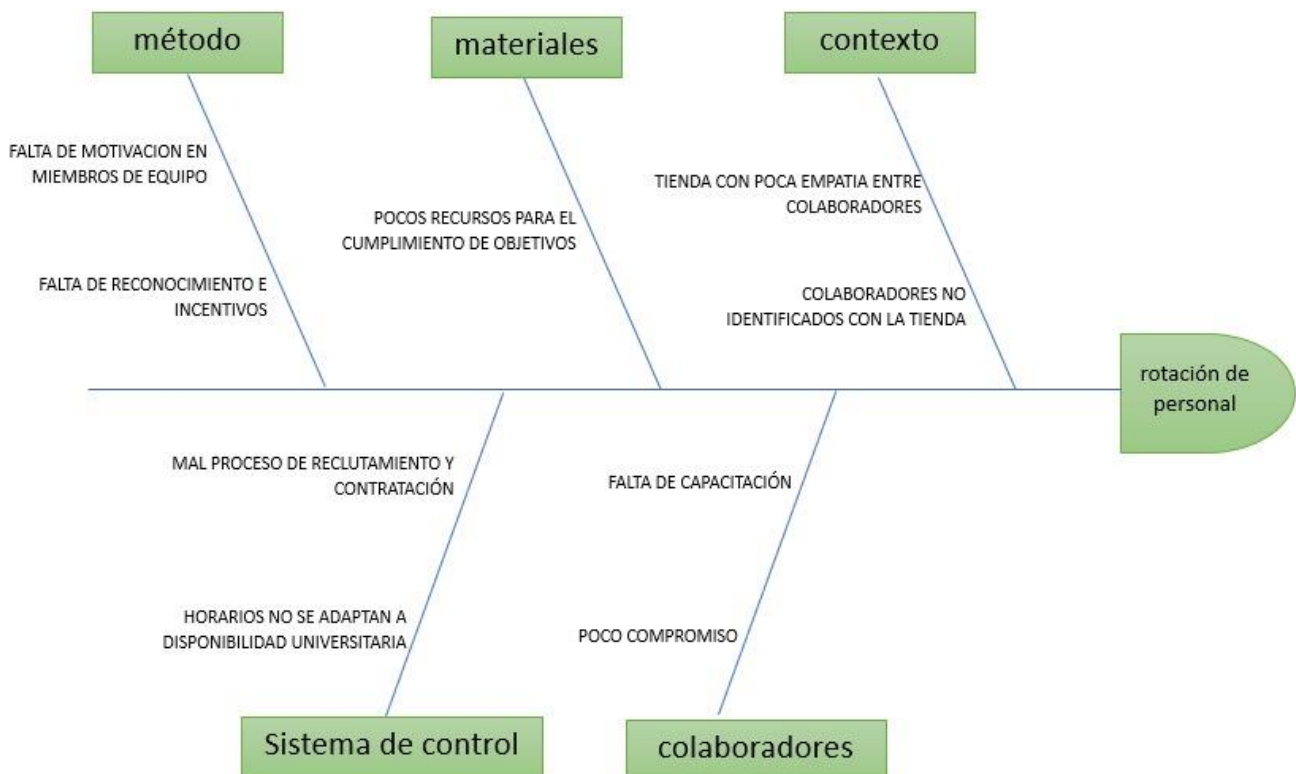 método
materiales
contexto
FALTA DE MOTIVACION EN
MIEMBROS DE EQUIPO
TIENDA CON POCA EMPATIA ENTRE
COLABORADORES
POCOS RECURSOS PARA EL
CUMPLIMIENTO DE OBJETIVOS
FALTA DE RECONOCIMIENTO E
INCENTIVOS
COLABORADORES NO
IDENTIFICADOS CON LA TIENDA
rotación de
personal
MAL PROCESO DE RECLUTAMIENTO Y
CONTRATACIÓN
FALTA DE CAPACITACIÓN
HORARIOS NO SE ADAPTAN A
DISPONIBILIDAD UNIVERSITARIA
POCO COMPROMISO
Sistema de control
colaboradores